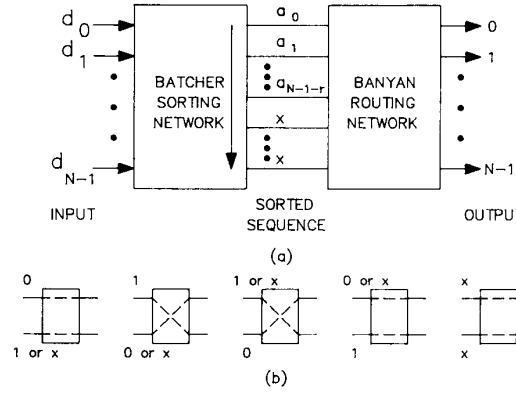 d0 a0 0
d1 a1 1
BATCHER SORTING NETWORK
aN-1-r
BANYAN ROUTING NETWORK
x
x
dN-1 N-1
INPUT
SORTED SEQUENCE
OUTPUT
(a)
0 1 1 or x 0 or x x
1 or x 0 or x 0 1 x
(b)